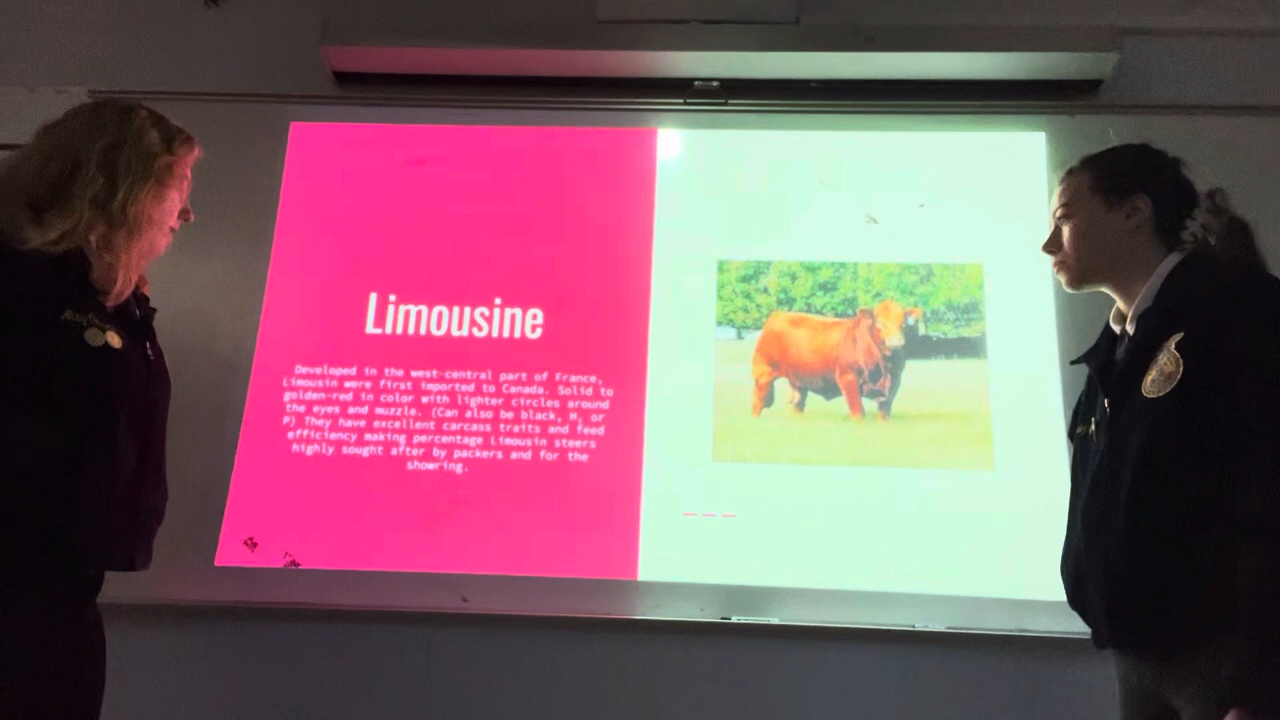 Limousine
Developed in the west-central part of France,
Limousin were first imported to Canada. Solid to
golden-red in color with lighter circles around
the eyes and muzzle. (Can also be black, H, or
P) They have excellent carcass traits and feed
efficiency making percentage Limousin steers
highly sought after by packers and for the
showring.